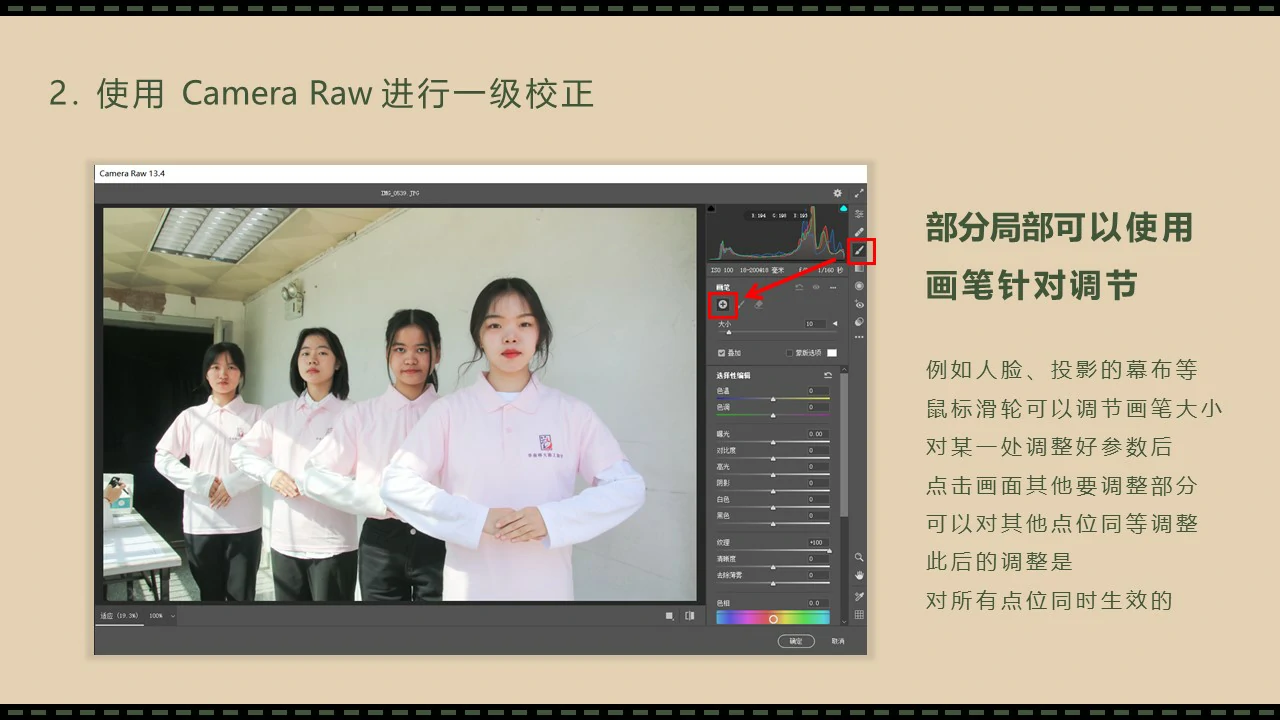 2. 使用 Camera Raw 进行一级校正
Camera Raw 13.4
IMG_0539.JPG
R: 194 G: 193 B: 193
ISO 100
1/160 秒
画笔
大小 10
叠加 蒙版选项
选择性编辑
色温 0
色调 0
曝光 0.00
对比度 0
高光 0
阴影 0
白色 0
黑色 0
纹理 +100
清晰度 0
去除薄雾 0
色相 0.0
适应 (19.3%) 100%
确定 取消
部分局部可以使用
画笔针对调节
例如人脸、投影的幕布等
鼠标滑轮可以调节画笔大小
对某一处调整好参数后
点击画面其他要调整部分
可以对其他点位同等调整
此后的调整是
对所有点位同时生效的